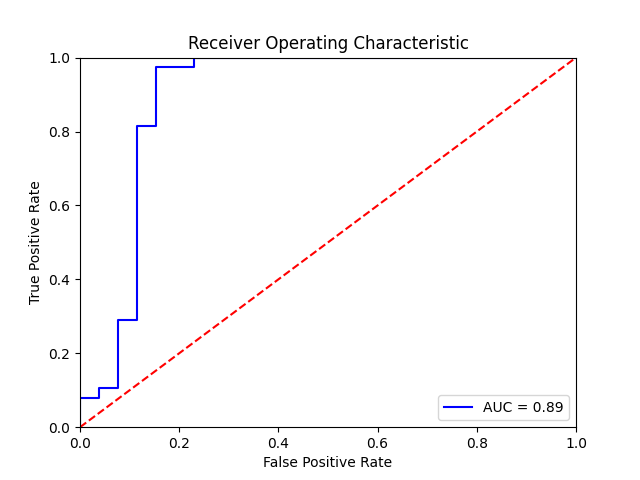 Receiver Operating Characteristic
1.0
0.8
0.6
0.4
0.2
0.0
True Positive Rate
AUC = 0.89
0.0 0.2 0.4 0.6 0.8 1.0
False Positive Rate